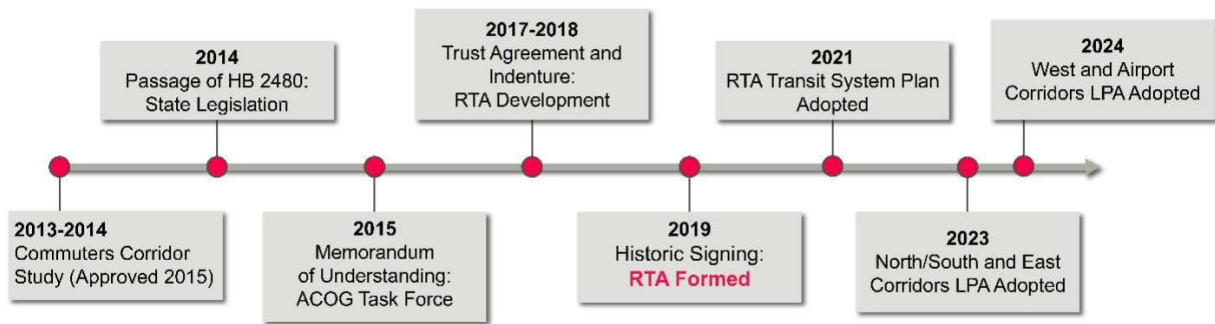 2013-2014
Commuters Corridor
Study (Approved 2015)
2014
Passage of HB 2480:
State Legislation
2015
Memorandum
of Understanding:
ACOG Task Force
2017-2018
Trust Agreement and
Indenture:
RTA Development
2019
Historic Signing:
RTA Formed
2021
RTA Transit System Plan
Adopted
2023
North/South and East
Corridors LPA Adopted
2024
West and Airport
Corridors LPA Adopted